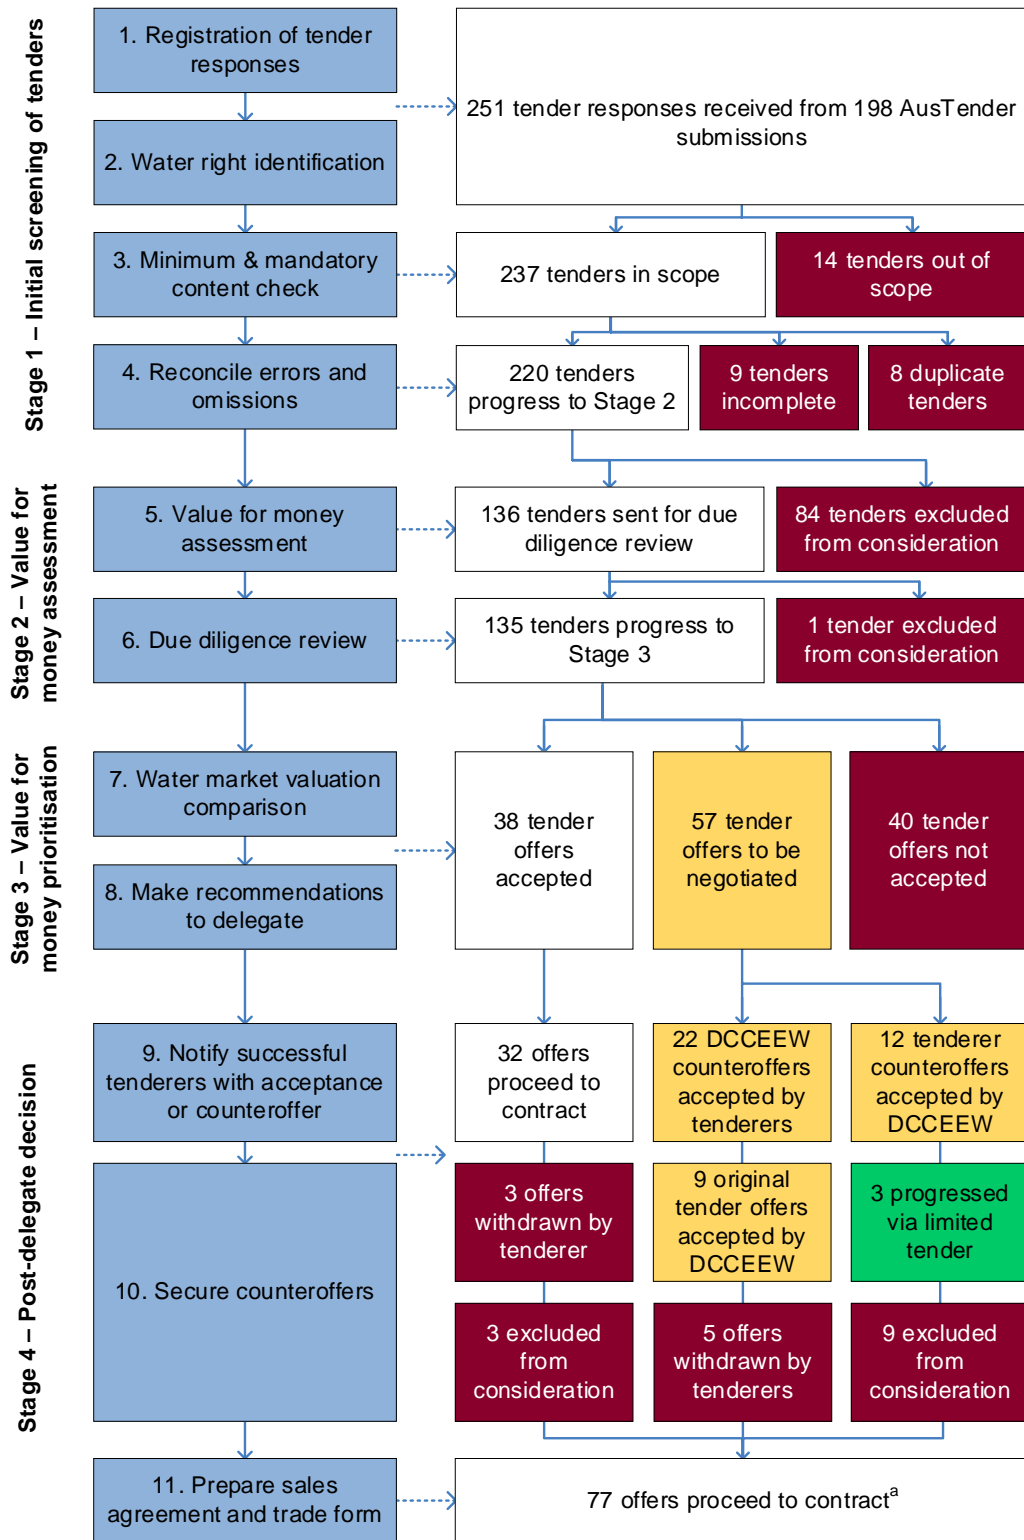 Stage 1 – Initial screening of tenders
1. Registration of tender
responses
2. Water right identification
251 tender responses received from 198 AusTender
submissions
3. Minimum & mandatory
content check
237 tenders in scope
14 tenders out of
scope
4. Reconcile errors and
omissions
220 tenders
progress to Stage 2
9 tenders
incomplete
8 duplicate
tenders
Stage 2 – Value for
money assessment
5. Value for money
assessment
136 tenders sent for due
diligence review
84 tenders excluded
from consideration
6. Due diligence review
135 tenders progress to
Stage 3
1 tender excluded
from consideration
Stage 3 – Value for
money prioritisation
7. Water market valuation
comparison
8. Make recommendations
to delegate
38 tender
offers
accepted
57 tender
offers to be
negotiated
40 tender
offers not
accepted
Stage 4 – Post-delegate decision
9. Notify successful
tenderers with acceptance
or counteroffer
32 offers
proceed to
contract
22 DCCEEW
counteroffers
accepted by
tenderers
12 tenderer
counteroffers
accepted by
DCCEEW
10. Secure counteroffers
3 offers
withdrawn by
tenderer
9 original
tender offers
accepted by
DCCEEW
3 progressed
via limited
tender
3 excluded
from
consideration
5 offers
withdrawn by
tenderers
9 excluded
from
consideration
11. Prepare sales
agreement and trade form
77 offers proceed to contractᵃ